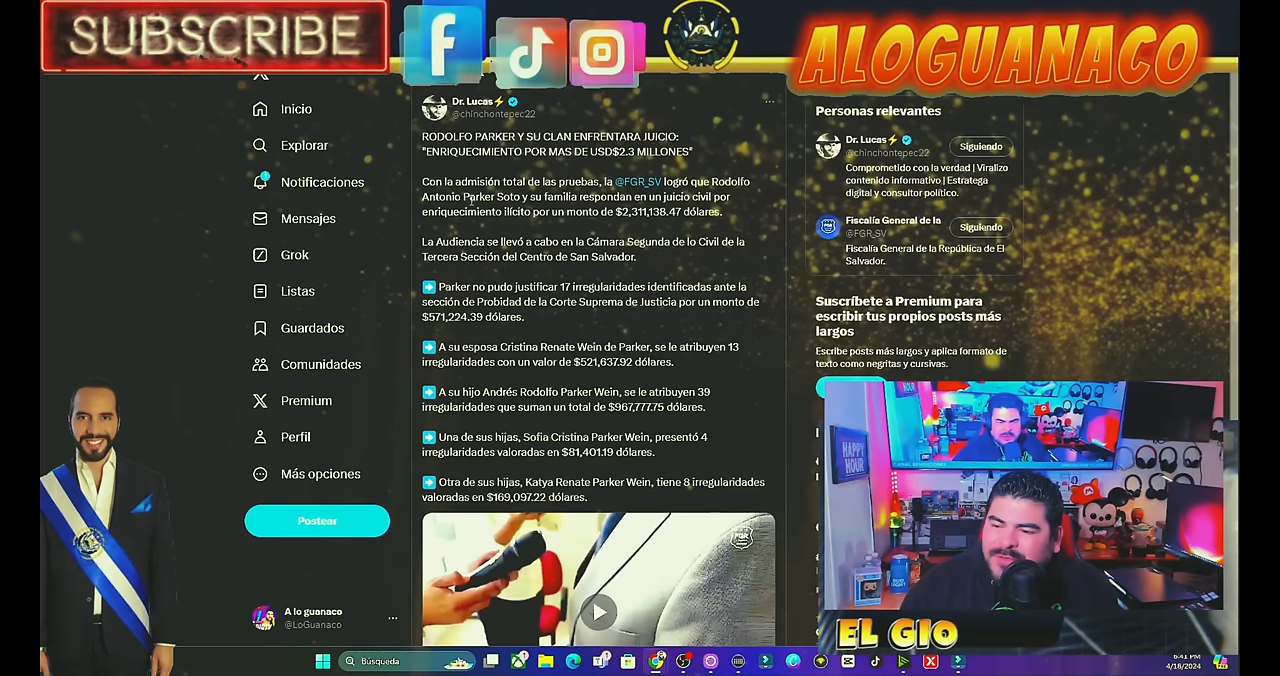 SUBSCRIBE
ALOGUANACO
Inicio
Explorar
Notificaciones
Mensajes
Grok
Listas
Guardados
Comunidades
Premium
Perfil
Más opciones
Postear
A lo guanaco
@LoGuanaco
Dr. Lucas⚡
@chinchontepec22
RODOLFO PARKER Y SU CLAN ENFRENTARA JUICIO:
"ENRIQUECIMIENTO POR MAS DE USD$2.3 MILLONES"
Con la admisión total de las pruebas, la @FGR_SV logró que Rodolfo
Antonio Parker Soto y su familia respondan en un juicio civil por
enriquecimiento ilícito por un monto de $2,311,138.47 dólares.
La Audiencia se llevó a cabo en la Cámara Segunda de lo Civil de la
Tercera Sección del Centro de San Salvador.
➡️ Parker no pudo justificar 17 irregularidades identificadas ante la
sección de Probidad de la Corte Suprema de Justicia por un monto de
$571,224.39 dólares.
➡️ A su esposa Cristina Renate Wein de Parker, se le atribuyen 13
irregularidades con un valor de $521,637.92 dólares.
➡️ A su hijo Andrés Rodolfo Parker Wein, se le atribuyen 39
irregularidades que suman un total de $967,777.75 dólares.
➡️ Una de sus hijas, Sofia Cristina Parker Wein, presentó 4
irregularidades valoradas en $81,401.19 dólares.
➡️ Otra de sus hijas, Katya Renate Parker Wein, tiene 8 irregularidades
valoradas en $169,097.22 dólares.
Personas relevantes
Dr. Lucas⚡
@chinchontepec22
Siguiendo
Comprometido con la verdad | Viralizo
contenido informativo | Estratega
digital y consultor político.
Fiscalía General de la
@FGR_SV
Siguiendo
Fiscalía General de la República de El
Salvador.
Suscríbete a Premium para
escribir tus propios posts más
largos
Escribe posts más largos y aplica formato de
texto como negritas y cursivas.
HAPPY
HOUR
EL GIO
Búsqueda
6:41 PM
4/18/2024